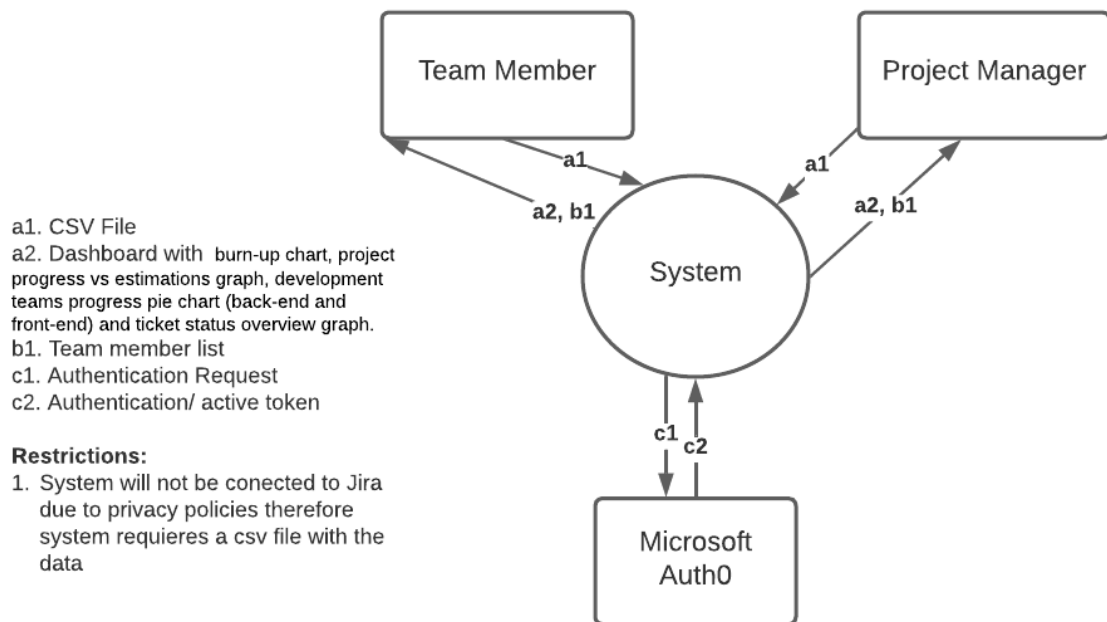 Team Member
Project Manager
a1
a1
a2, b1
a2, b1
System
a1. CSV File
a2. Dashboard with burn-up chart, project
progress vs estimations graph, development
teams progress pie chart (back-end and
front-end) and ticket status overview graph.
b1. Team member list
c1. Authentication Request
c2. Authentication/ active token
Restrictions:
1. System will not be conected to Jira
due to privacy policies therefore
system requieres a csv file with the
data
c1
c2
Microsoft
Auth0